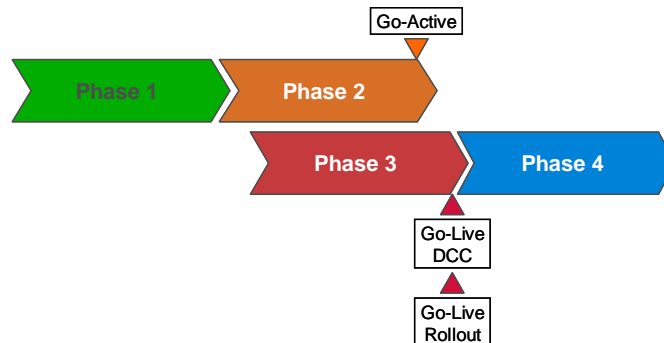 Go-Active
Phase 1
Phase 2
Phase 3
Phase 4
Go-Live
DCC
Go-Live
Rollout